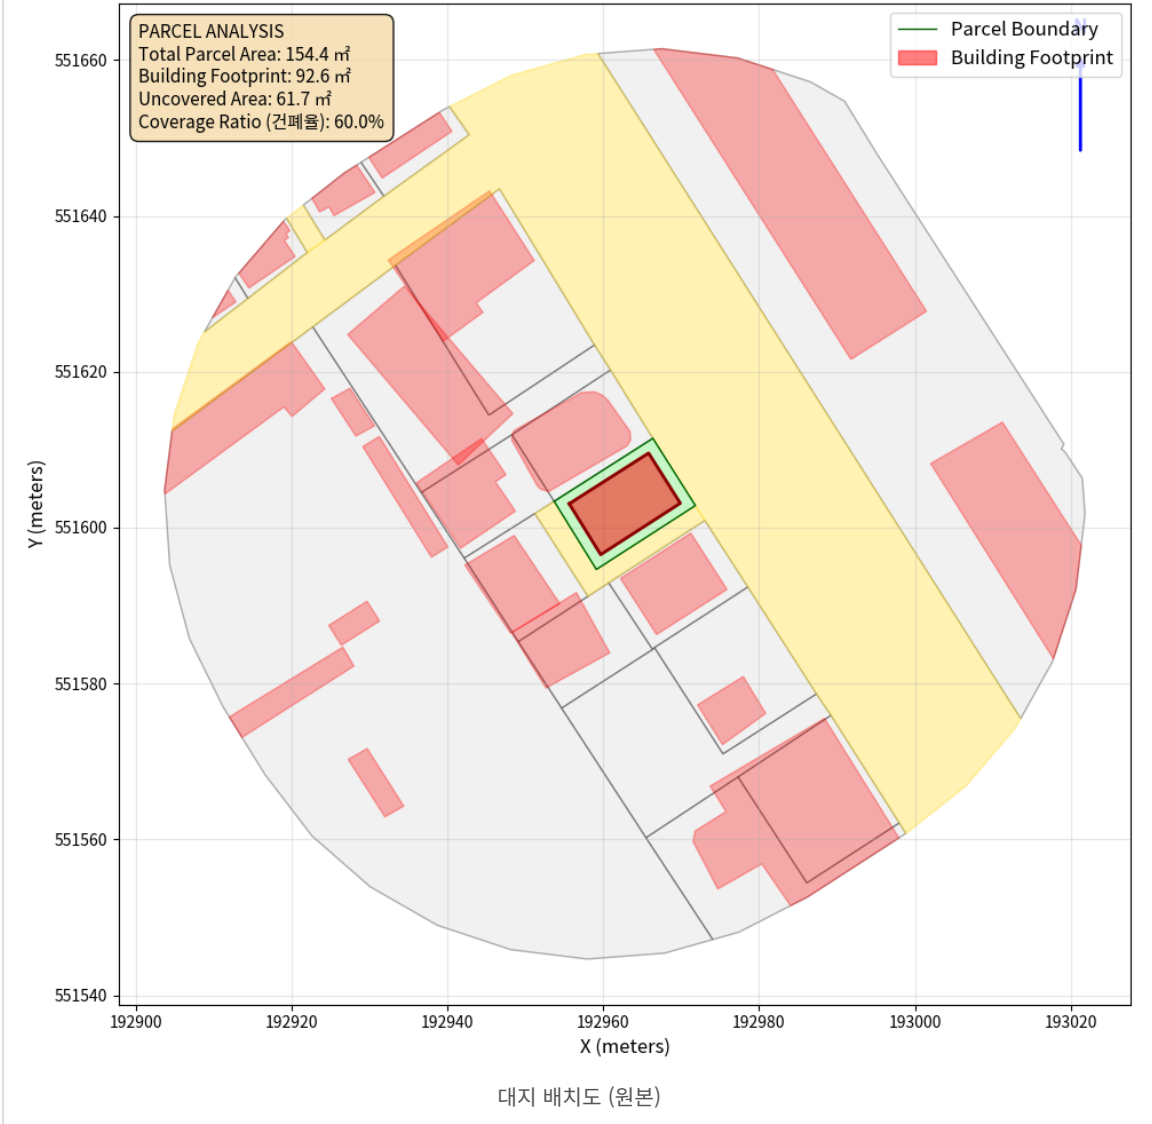 PARCEL ANALYSIS
Total Parcel Area: 154.4 ㎡
Building Footprint: 92.6 ㎡
Uncovered Area: 61.7 ㎡
Coverage Ratio (건폐율): 60.0%
N
Parcel Boundary
Building Footprint
551660
551640
551620
551600
551580
551560
551540
Y (meters)
192900 192920 192940 192960 192980 193000 193020
X (meters)
대지 배치도 (원본)